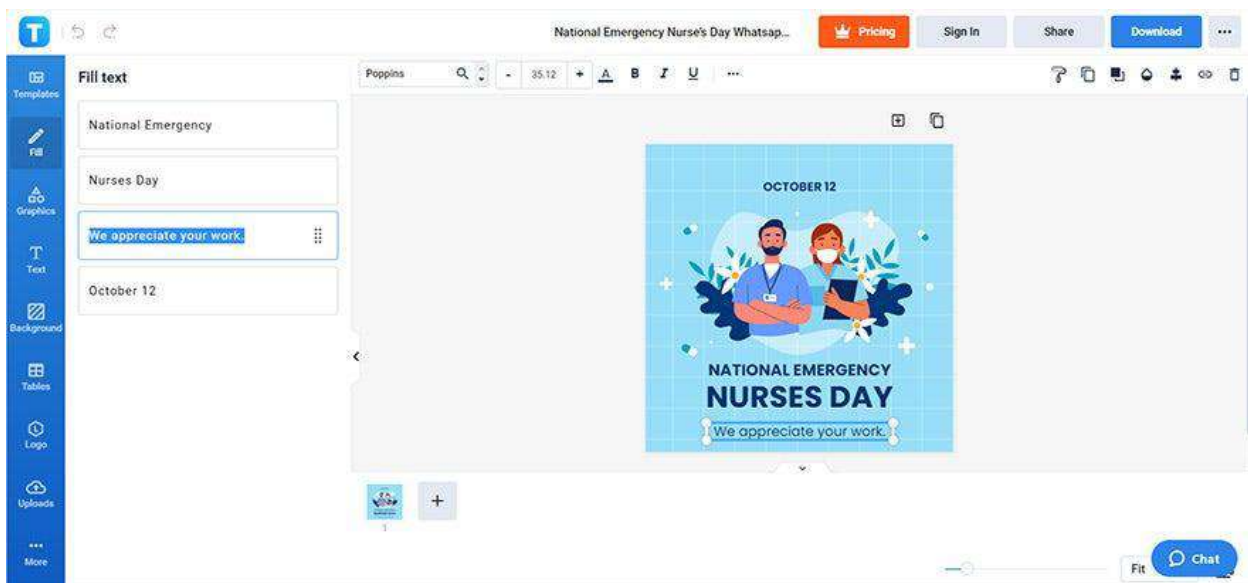 T
National Emergency Nurse's Day Whatsap...
Pricing
Sign In
Share
Download
Templates
Fill
Graphics
Text
Background
Tables
Logo
Uploads
More
Fill text
National Emergency
Nurses Day
We appreciate your work.
October 12
Poppins
- 35.12 + A B I U
OCTOBER 12
NATIONAL EMERGENCY
NURSES DAY
We appreciate your work.
1
Fit
Chat